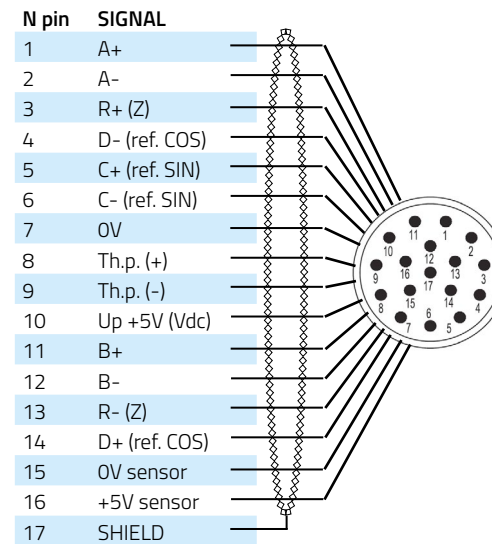 N pin SIGNAL
1 A+
2 A-
3 R+ (Z)
4 D- (ref. COS)
5 C+ (ref. SIN)
6 C- (ref. SIN)
7 0V
8 Th.p. (+)
9 Th.p. (-)
10 Up +5V (Vdc)
11 B+
12 B-
13 R- (Z)
14 D+ (ref. COS)
15 0V sensor
16 +5V sensor
17 SHIELD
11 1
10 12 2
9 16 13 3
17
8 15 14 4
7 6 5